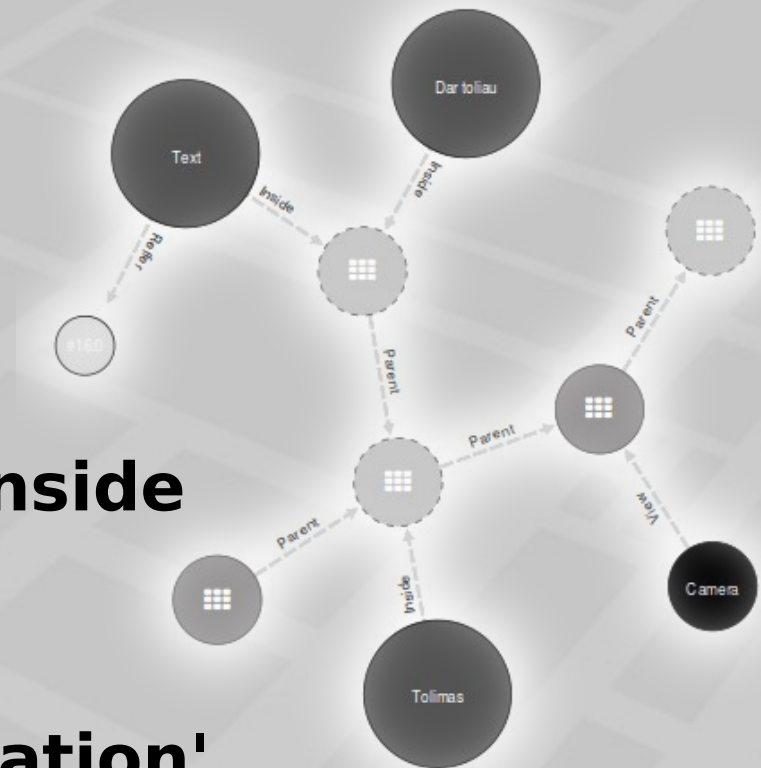 Dar toliau
Text
Inside
Inside
Refer
Parent
#16:0
Parent
Parent
nside
Parent
View
Inside
Camera
Tolimas
ation'